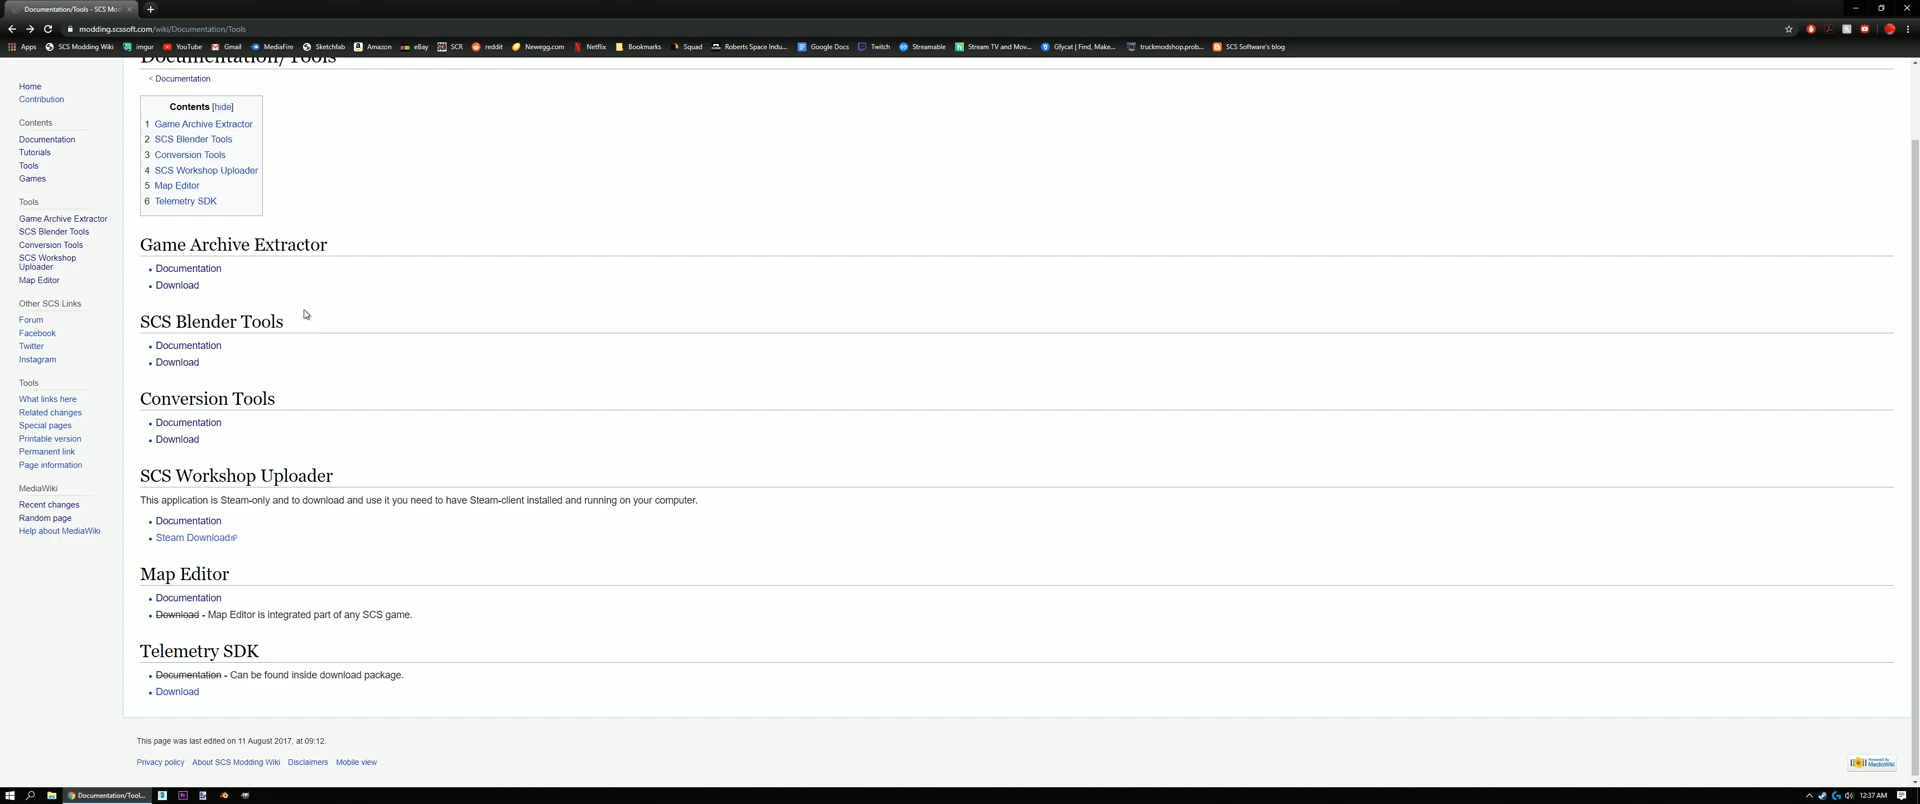 Documentation/Tools - SCS Mod
modding.scssoft.com/wiki/Documentation/Tools
Apps SCS Modding Wiki imgur YouTube Gmail MediaFire Sketchfab Amazon eBay SCR reddit Newegg.com Netflix Bookmarks Squad Roberts Space Indu... Google Docs Twitch Streamable Stream TV and Mov... Gfycat | Find, Make... truckmodshop.prob... SCS Software's blog
Documentation/Tools
< Documentation
Contents [hide]
1 Game Archive Extractor
2 SCS Blender Tools
3 Conversion Tools
4 SCS Workshop Uploader
5 Map Editor
6 Telemetry SDK
Home
Contribution
Contents
Documentation
Tutorials
Tools
Games
Tools
Game Archive Extractor
SCS Blender Tools
Conversion Tools
SCS Workshop
Uploader
Map Editor
Other SCS Links
Forum
Facebook
Twitter
Instagram
Tools
What links here
Related changes
Special pages
Printable version
Permanent link
Page information
MediaWiki
Recent changes
Random page
Help about MediaWiki
Game Archive Extractor
Documentation
Download
SCS Blender Tools
Documentation
Download
Conversion Tools
Documentation
Download
SCS Workshop Uploader
This application is Steam-only and to download and use it you need to have Steam-client installed and running on your computer.
Documentation
Steam Download
Map Editor
Documentation
Download - Map Editor is integrated part of any SCS game.
Telemetry SDK
Documentation - Can be found inside download package.
Download
This page was last edited on 11 August 2017, at 09:12.
Privacy policy About SCS Modding Wiki Disclaimers Mobile view
Powered By
MediaWiki
Documentation/Tool...
12:37 AM